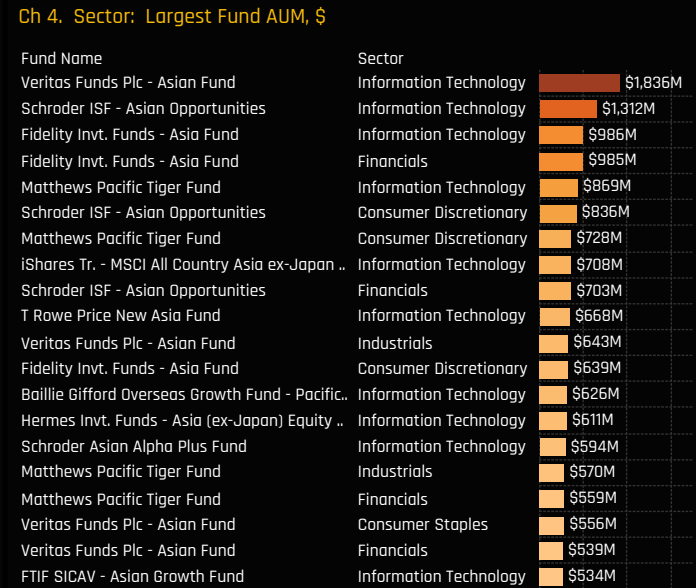 Ch 4. Sector: Largest Fund AUM, $
Fund Name Sector
Veritas Funds Plc - Asian Fund Information Technology $1,836M
Schroder ISF - Asian Opportunities Information Technology $1,312M
Fidelity Invt. Funds - Asia Fund Information Technology $986M
Fidelity Invt. Funds - Asia Fund Financials $985M
Matthews Pacific Tiger Fund Information Technology $869M
Schroder ISF - Asian Opportunities Consumer Discretionary $836M
Matthews Pacific Tiger Fund Consumer Discretionary $728M
iShares Tr. - MSCI All Country Asia ex-Japan .. Information Technology $708M
Schroder ISF - Asian Opportunities Financials $703M
T Rowe Price New Asia Fund Information Technology $668M
Veritas Funds Plc - Asian Fund Industrials $643M
Fidelity Invt. Funds - Asia Fund Consumer Discretionary $639M
Baillie Gifford Overseas Growth Fund - Pacific.. Information Technology $626M
Hermes Invt. Funds - Asia (ex-Japan) Equity .. Information Technology $611M
Schroder Asian Alpha Plus Fund Information Technology $594M
Matthews Pacific Tiger Fund Industrials $570M
Matthews Pacific Tiger Fund Financials $559M
Veritas Funds Plc - Asian Fund Consumer Staples $556M
Veritas Funds Plc - Asian Fund Financials $539M
FTIF SICAV - Asian Growth Fund Information Technology $534M